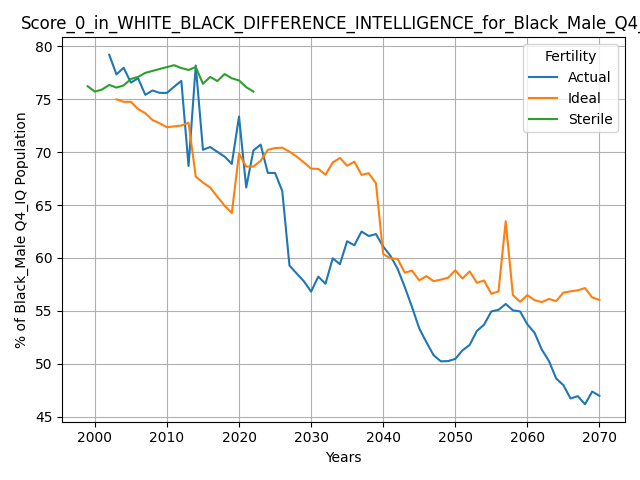 Score_0_in_WHITE_BLACK_DIFFERENCE_INTELLIGENCE_for_Black_Male_Q4_
Fertility
Actual
Ideal
Sterile
% of Black_Male Q4_IQ Population
80
75
70
65
60
55
50
45
2000 2010 2020 2030 2040 2050 2060 2070
Years